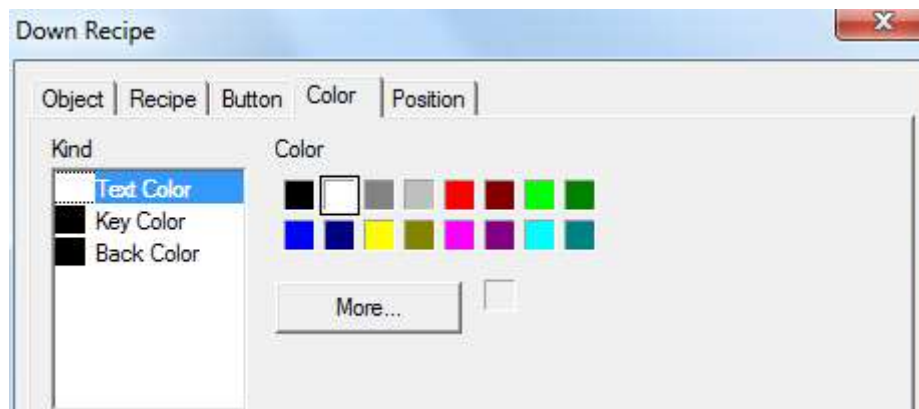 Down Recipe
Object Recipe Button Color Position
Kind Color
Text Color
Key Color
Back Color
More...